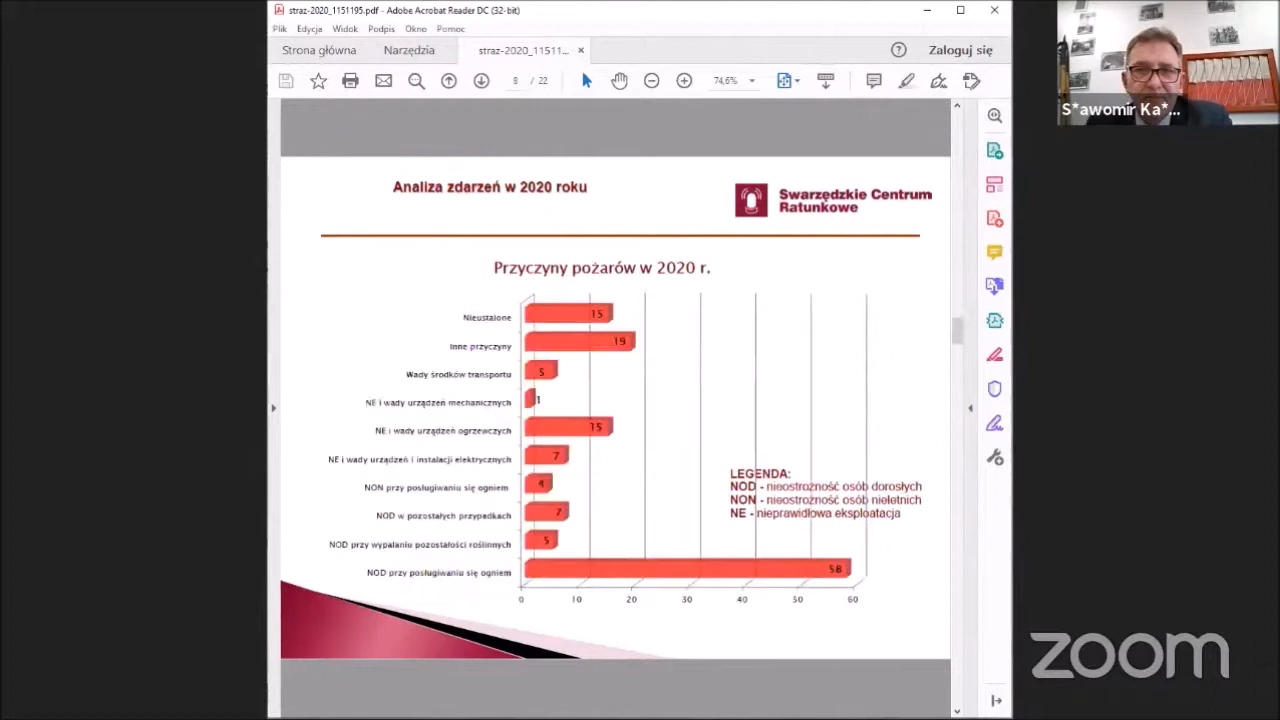 straz-2020_1151195.pdf - Adobe Acrobat Reader DC (32-bit)
Plik Edycja Widok Podpis Okno Pomoc
Strona główna Narzędzia straz-2020_11511... × Zaloguj się
8 / 22 74,6%
S*awomir Ka*...
Analiza zdarzeń w 2020 roku
Swarzędzkie Centrum
Ratunkowe
Przyczyny pożarów w 2020 r.
Nieustalone 15
Inne przyczyny 19
Wady środków transportu 5
NE i wady urządzeń mechanicznych 1
NE i wady urządzeń ogrzewczych 15
NE i wady urządzeń i instalacji elektrycznych 7
NON przy posługiwaniu się ogniem 4
NOD w pozostałych przypadkach 7
NOD przy wypalaniu pozostałości roślinnych 5
NOD przy posługiwaniu się ogniem 58
0 10 20 30 40 50 60
LEGENDA:
NOD - nieostrożność osób dorosłych
NON - nieostrożność osób nieletnich
NE - nieprawidłowa eksploatacja
zoom